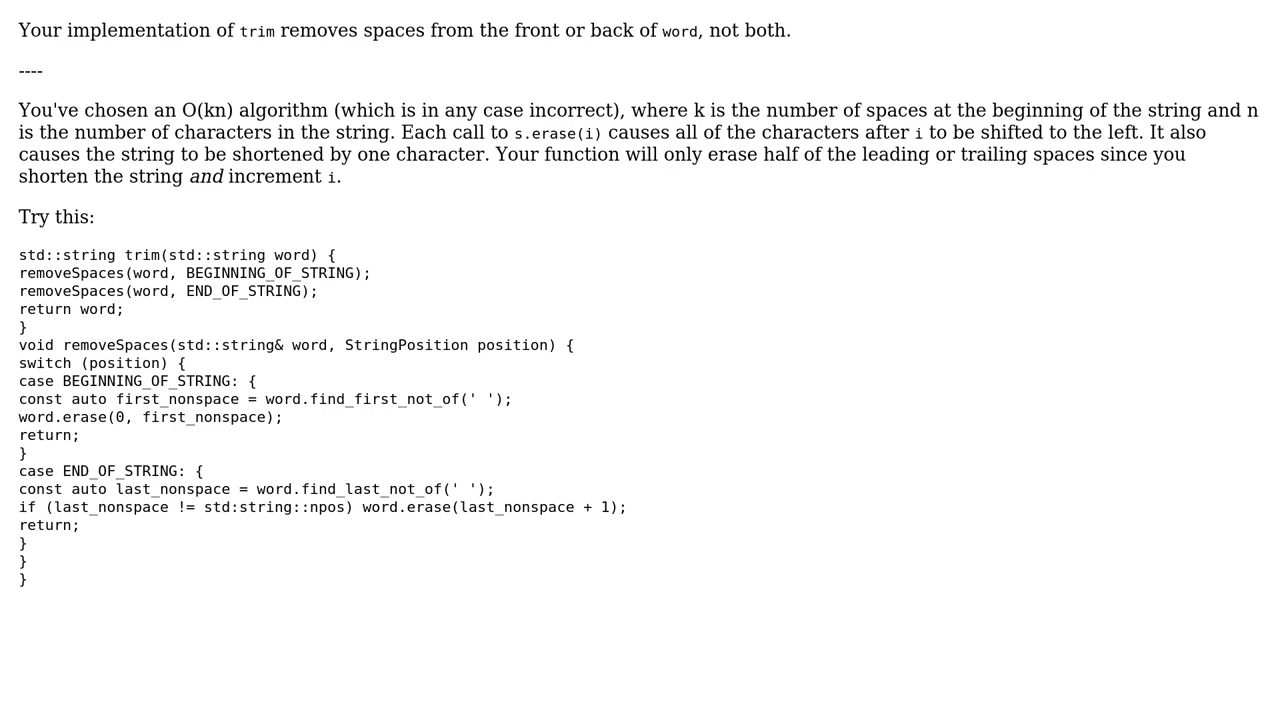 Your implementation of trim removes spaces from the front or back of word, not both.
----
You've chosen an O(kn) algorithm (which is in any case incorrect), where k is the number of spaces at the beginning of the string and n
is the number of characters in the string. Each call to s.erase(i) causes all of the characters after i to be shifted to the left. It also
causes the string to be shortened by one character. Your function will only erase half of the leading or trailing spaces since you
shorten the string and increment i.
Try this:
std::string trim(std::string word) {
removeSpaces(word, BEGINNING_OF_STRING);
removeSpaces(word, END_OF_STRING);
return word;
}
void removeSpaces(std::string& word, StringPosition position) {
switch (position) {
case BEGINNING_OF_STRING: {
const auto first_nonspace = word.find_first_not_of(' ');
word.erase(0, first_nonspace);
return;
}
case END_OF_STRING: {
const auto last_nonspace = word.find_last_not_of(' ');
if (last_nonspace != std:string::npos) word.erase(last_nonspace + 1);
return;
}
}
}